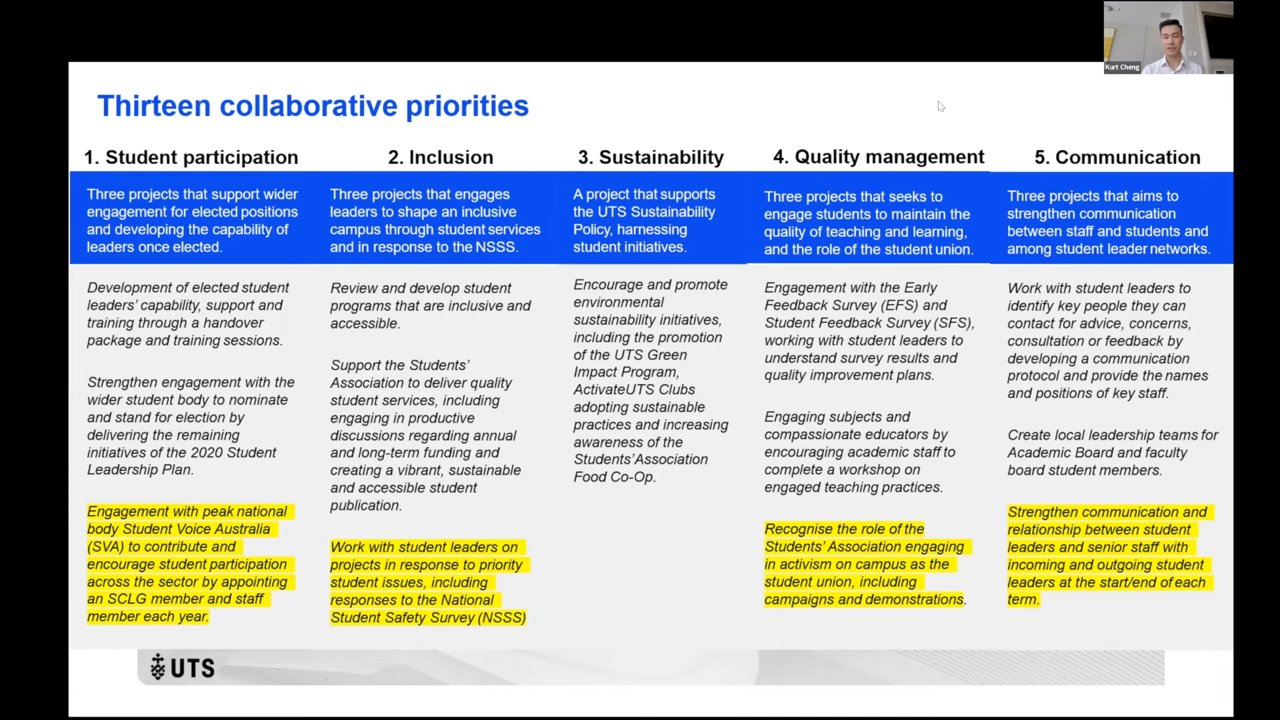 Kurt Cheng
Thirteen collaborative priorities
1. Student participation
Three projects that support wider
engagement for elected positions
and developing the capability of
leaders once elected.
Development of elected student
leaders' capability, support and
training through a handover
package and training sessions.
Strengthen engagement with the
wider student body to nominate
and stand for election by
delivering the remaining
initiatives of the 2020 Student
Leadership Plan.
Engagement with peak national
body Student Voice Australia
(SVA) to contribute and
encourage student participation
across the sector by appointing
an SCLG member and staff
member each year.
2. Inclusion
Three projects that engages
leaders to shape an inclusive
campus through student services
and in response to the NSSS.
Review and develop student
programs that are inclusive and
accessible.
Support the Students'
Association to deliver quality
student services, including
engaging in productive
discussions regarding annual
and long-term funding and
creating a vibrant, sustainable
and accessible student
publication.
Work with student leaders on
projects in response to priority
student issues, including
responses to the National
Student Safety Survey (NSSS)
3. Sustainability
A project that supports
the UTS Sustainability
Policy, harnessing
student initiatives.
Encourage and promote
environmental
sustainability initiatives,
including the promotion
of the UTS Green
Impact Program,
ActivateUTS Clubs
adopting sustainable
practices and increasing
awareness of the
Students'Association
Food Co-Op.
4. Quality management
Three projects that seeks to
engage students to maintain the
quality of teaching and learning,
and the role of the student union.
Engagement with the Early
Feedback Survey (EFS) and
Student Feedback Survey (SFS),
working with student leaders to
understand survey results and
quality improvement plans.
Engaging subjects and
compassionate educators by
encouraging academic staff to
complete a workshop on
engaged teaching practices.
Recognise the role of the
Students' Association engaging
in activism on campus as the
student union, including
campaigns and demonstrations.
5. Communication
Three projects that aims to
strengthen communication
between staff and students and
among student leader networks.
Work with student leaders to
identify key people they can
contact for advice, concerns,
consultation or feedback by
developing a communication
protocol and provide the names
and positions of key staff.
Create local leadership teams for
Academic Board and faculty
board student members.
Strengthen communication and
relationship between student
leaders and senior staff with
incoming and outgoing student
leaders at the start/end of each
term.
UTS